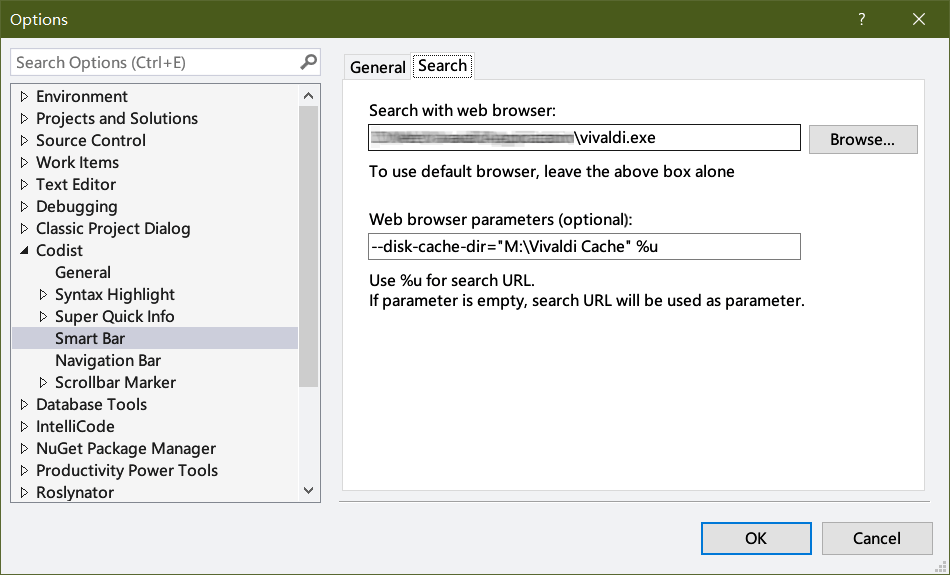 Options
Search Options (Ctrl+E)
Environment
Projects and Solutions
Source Control
Work Items
Text Editor
Debugging
Classic Project Dialog
Codist
General
Syntax Highlight
Super Quick Info
Smart Bar
Navigation Bar
Scrollbar Marker
Database Tools
IntelliCode
NuGet Package Manager
Productivity Power Tools
Roslynator
General Search
Search with web browser:
\vivaldi.exe
Browse...
To use default browser, leave the above box alone
Web browser parameters (optional):
--disk-cache-dir="M:\Vivaldi Cache" %u
Use %u for search URL.
If parameter is empty, search URL will be used as parameter.
OK Cancel